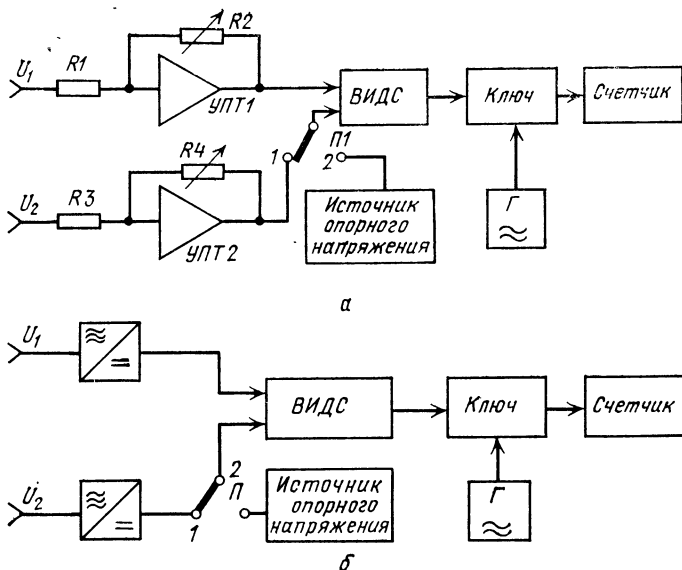 R2
U₁
R1
УПТ1
ВИДС
Ключ
Счетчик
R4
1
П1
2
U₂
R3
УПТ2
Источник
опорного
напряжения
Г
а
U₁
ВИДС
Ключ
Счетчик
2
П
U₂
1
Источник
опорного
напряжения
Г
б